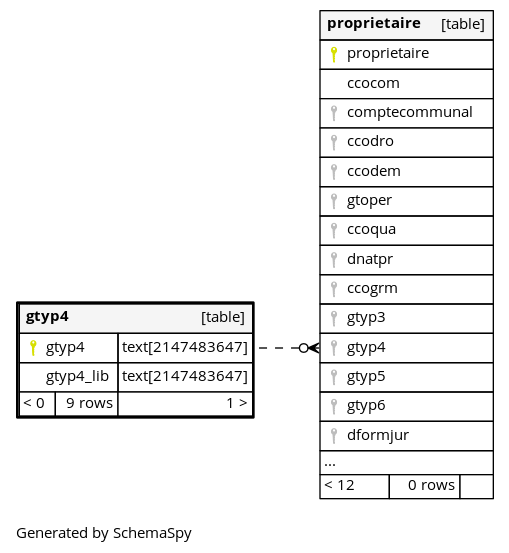 proprietaire [table]
proprietaire
ccocom
comptecommunal
ccodro
ccodem
gtoper
ccoqua
dnatpr
ccogrm
gtyp3
gtyp4
gtyp5
gtyp6
dformjur
...
< 12 0 rows
gtyp4 [table]
gtyp4 text[2147483647]
gtyp4_lib text[2147483647]
< 0 9 rows 1 >
Generated by SchemaSpy